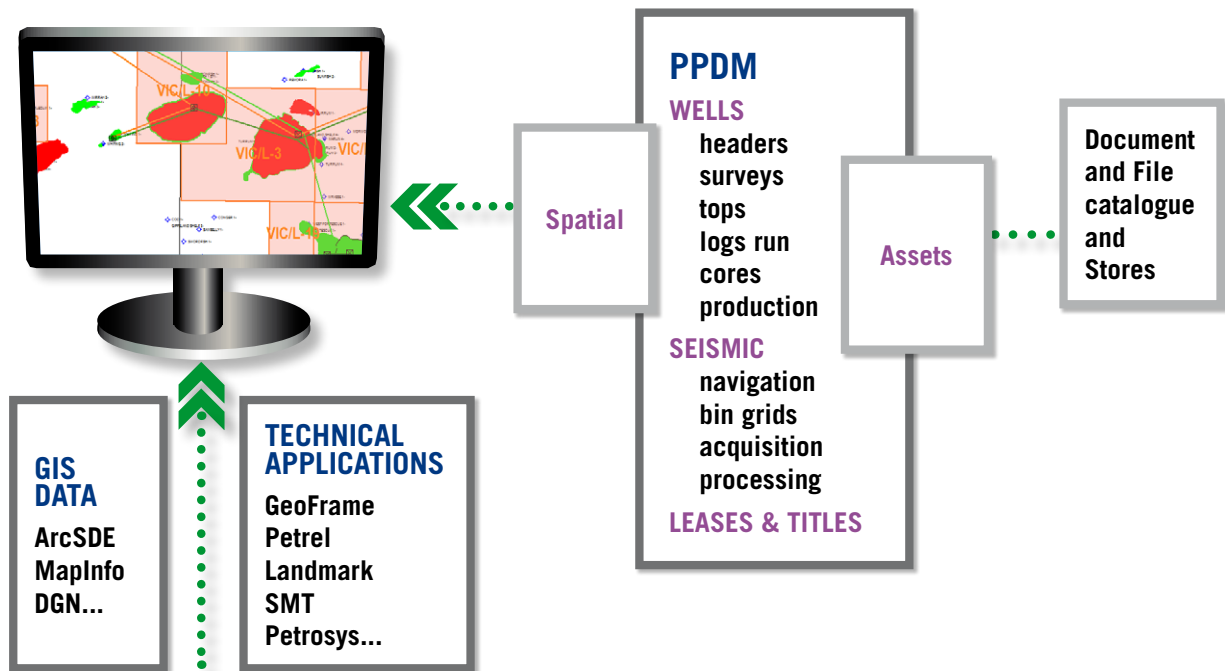 VIC/L-10
VIC/L-3
VIC/L
PPDM
WELLS
headers
surveys
tops
logs run
cores
production
SEISMIC
navigation
bin grids
acquisition
processing
LEASES & TITLES
Spatial
Assets
Document
and File
catalogue
and
Stores
GIS
DATA
ArcSDE
MapInfo
DGN...
TECHNICAL
APPLICATIONS
GeoFrame
Petrel
Landmark
SMT
Petrosys...